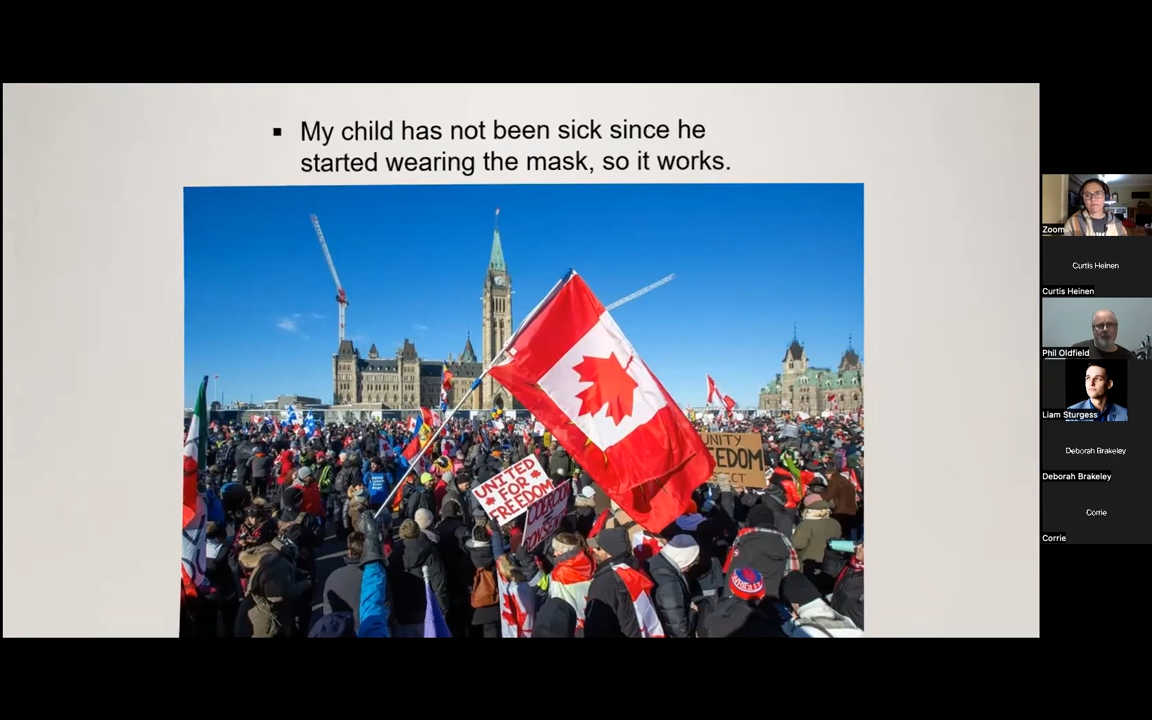 ▪ My child has not been sick since he
started wearing the mask, so it works.
UNITED
FOR
FREEDOM
UNITY
Zoom
Curtis Heinen
Curtis Heinen
Phil Oldfield
Liam Sturgess
Deborah Brakeley
Deborah Brakeley
Corrie
Corrie